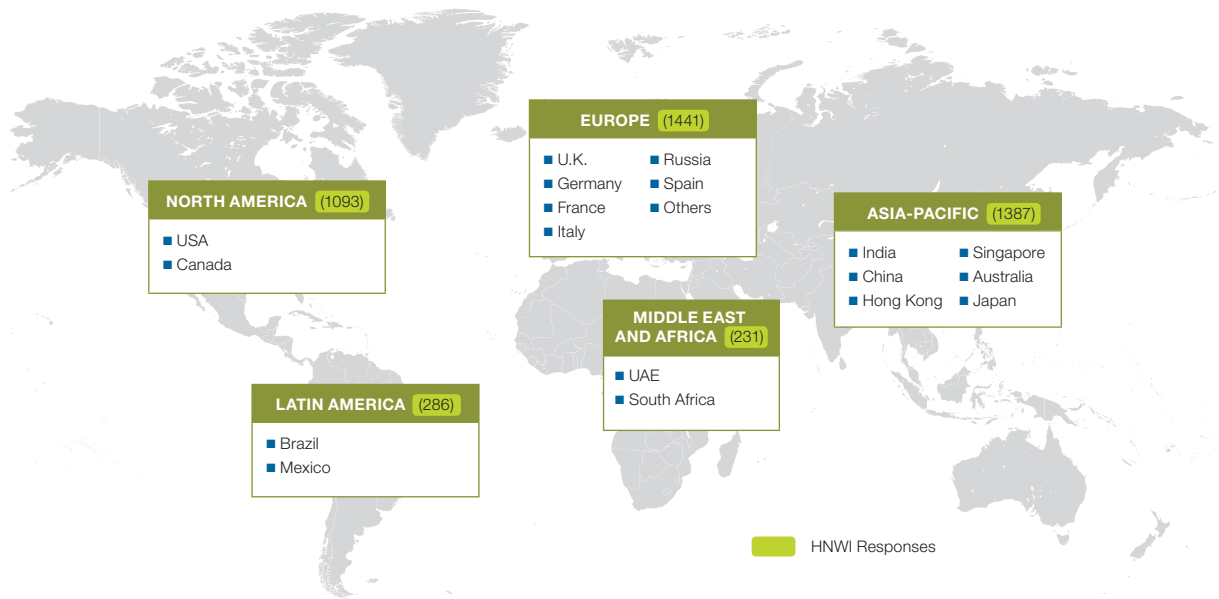 EUROPE (1441)
U.K.
Germany
France
Italy
Russia
Spain
Others
NORTH AMERICA (1093)
USA
Canada
ASIA-PACIFIC (1387)
India
China
Hong Kong
Singapore
Australia
Japan
MIDDLE EAST
AND AFRICA (231)
UAE
South Africa
LATIN AMERICA (286)
Brazil
Mexico
HNWI Responses